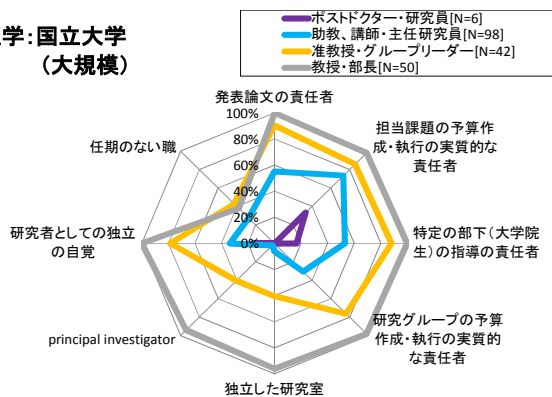 学:国立大学
(大規模)
ポストドクター・研究員[N=6]
助教、講師・主任研究員[N=98]
准教授・グループリーダー[N=42]
教授・部長[N=50]
発表論文の責任者
100%
80%
60%
40%
20%
0%
担当課題の予算作
成・執行の実質的な
責任者
特定の部下(大学院
生)の指導の責任者
研究グループの予算
作成・執行の実質的
な責任者
独立した研究室
principal investigator
研究者としての独立
の自覚
任期のない職